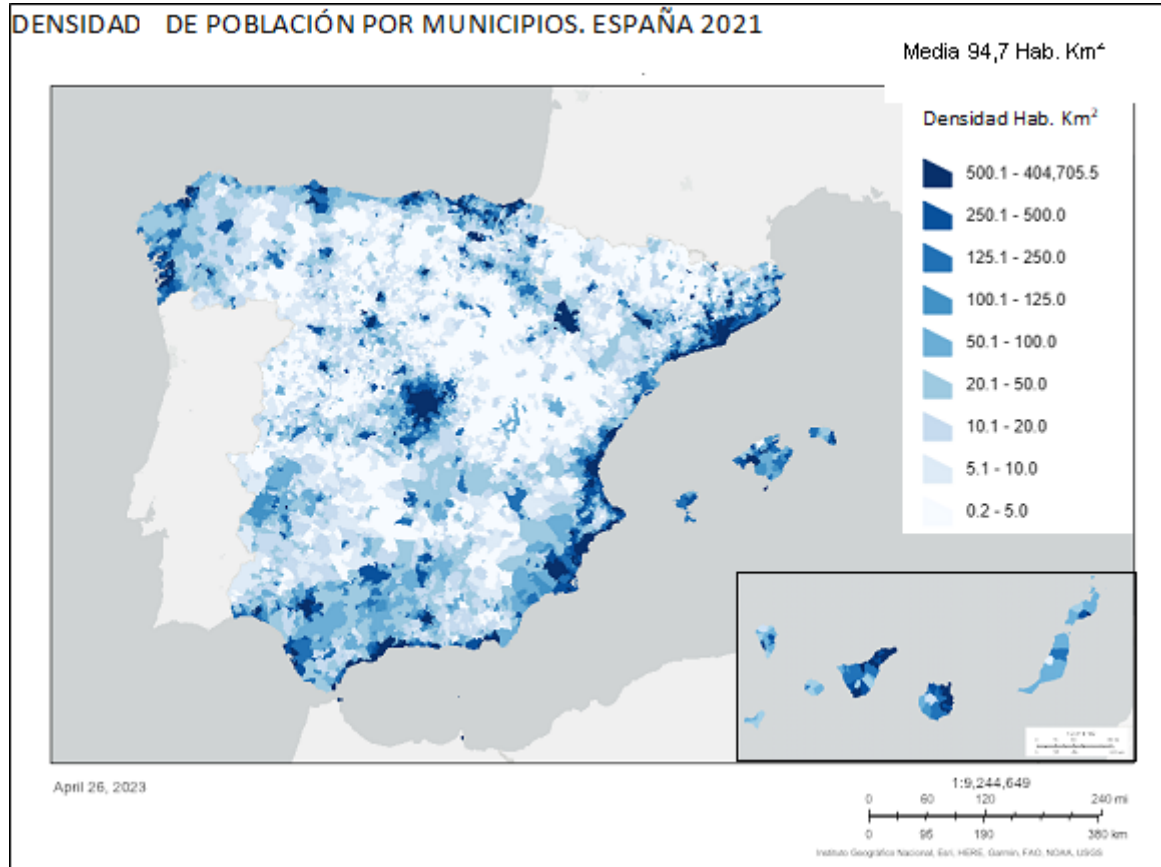 DENSIDAD DE POBLACIÓN POR MUNICIPIOS. ESPAÑA 2021
Media 94,7 Hab. Km²
Densidad Hab. Km²
500.1 - 404,705.5
250.1 - 500.0
125.1 - 250.0
100.1 - 125.0
50.1 - 100.0
20.1 - 50.0
10.1 - 20.0
5.1 - 10.0
0.2 - 5.0
April 26, 2023
1:9,244,649
0 60 120 240 mi
0 95 190 380 km
Instituto Geográfico Nacional, Esri, HERE, Garmin, FAO, NOAA, USGS